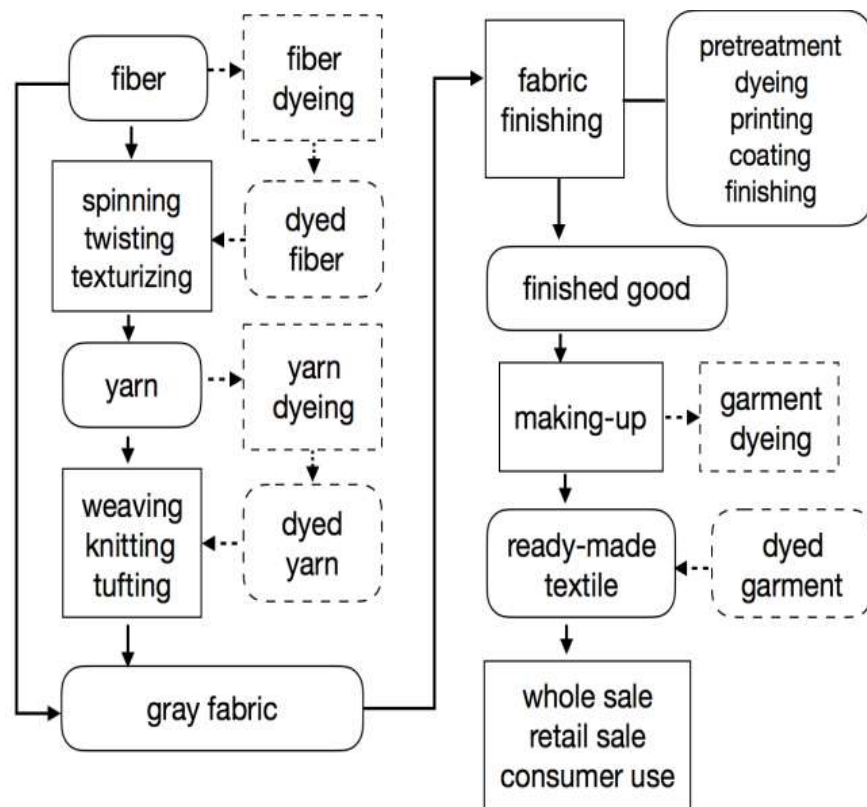 fiber
fiber
dyeing
spinning
twisting
texturizing
dyed
fiber
yarn
yarn
dyeing
weaving
knitting
tufting
dyed
yarn
gray fabric
fabric
finishing
pretreatment
dyeing
printing
coating
finishing
finished good
making-up
garment
dyeing
ready-made
textile
dyed
garment
whole sale
retail sale
consumer use